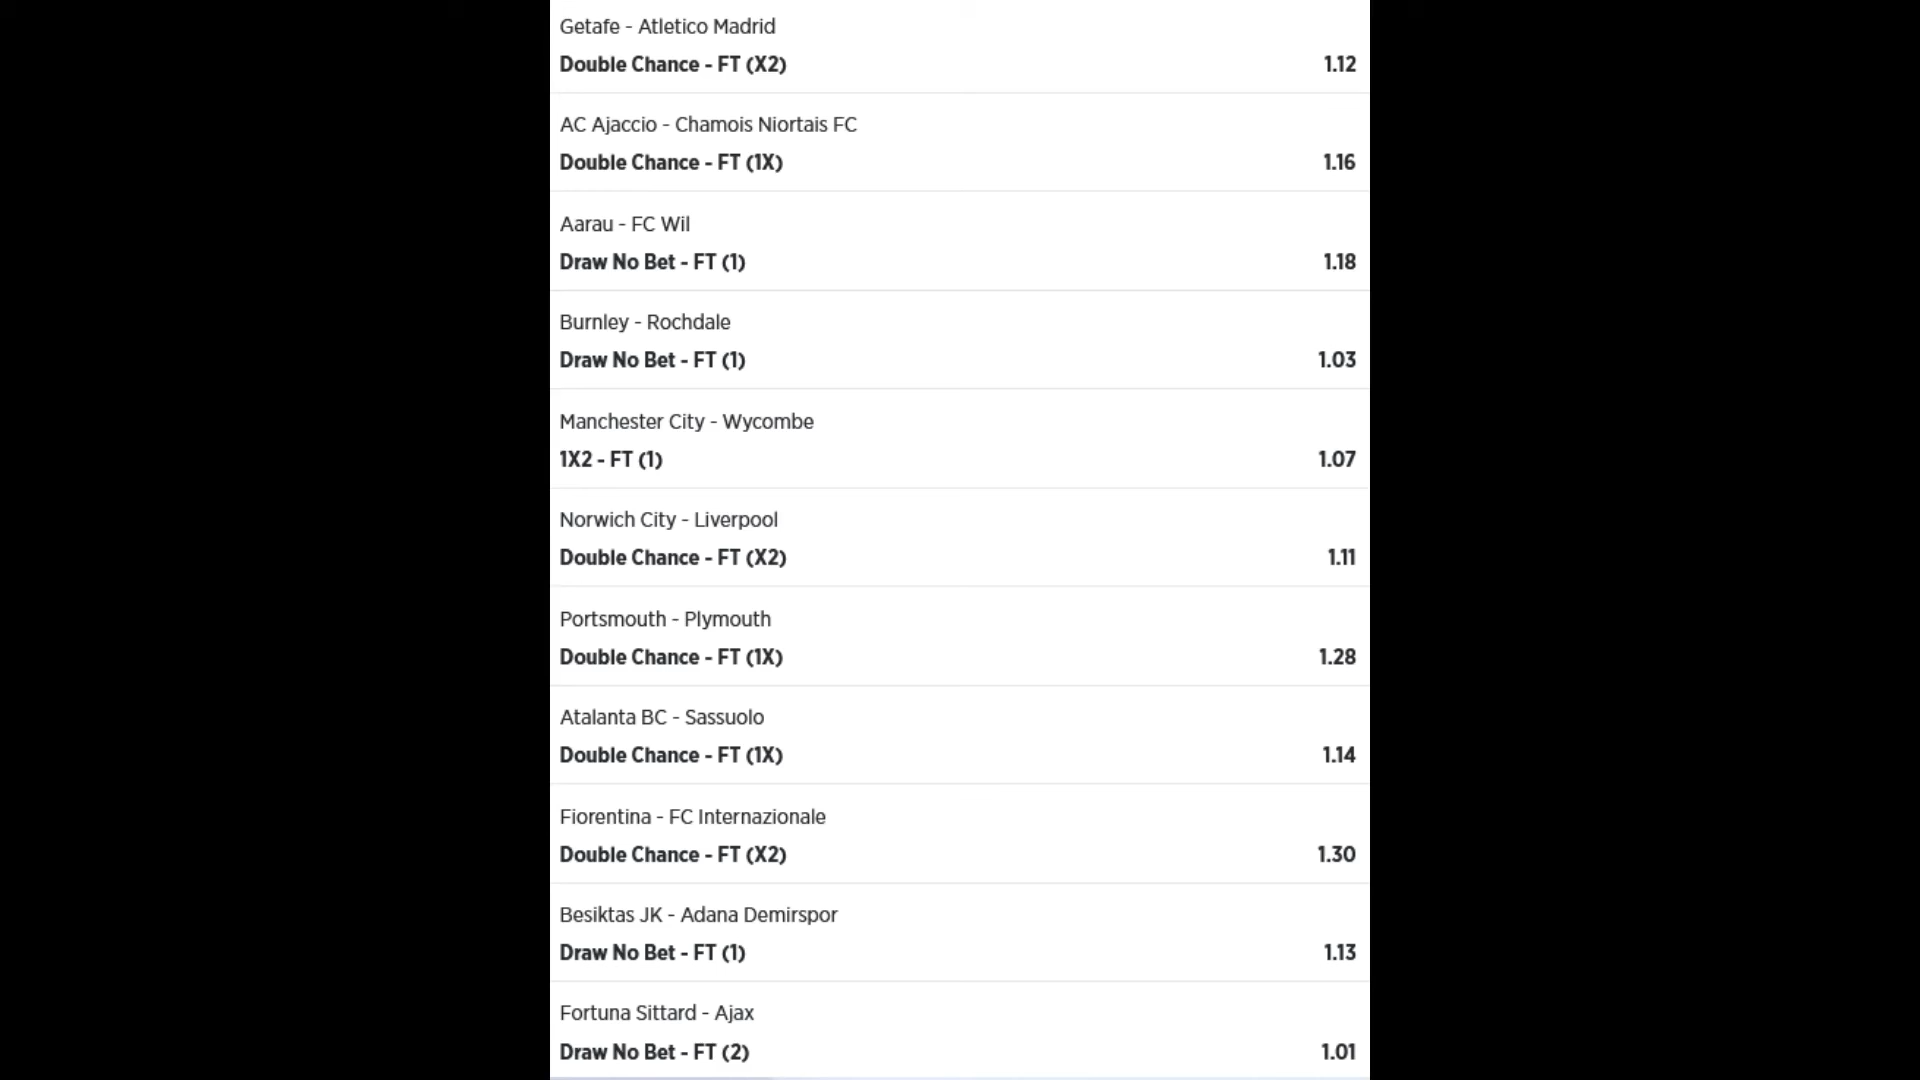 Getafe - Atletico Madrid
Double Chance - FT (X2) 1.12
AC Ajaccio - Chamois Niortais FC
Double Chance - FT (1X) 1.16
Aarau - FC Wil
Draw No Bet - FT (1) 1.18
Burnley - Rochdale
Draw No Bet - FT (1) 1.03
Manchester City - Wycombe
1X2 - FT (1) 1.07
Norwich City - Liverpool
Double Chance - FT (X2) 1.11
Portsmouth - Plymouth
Double Chance - FT (1X) 1.28
Atalanta BC - Sassuolo
Double Chance - FT (1X) 1.14
Fiorentina - FC Internazionale
Double Chance - FT (X2) 1.30
Besiktas JK - Adana Demirspor
Draw No Bet - FT (1) 1.13
Fortuna Sittard - Ajax
Draw No Bet - FT (2) 1.01